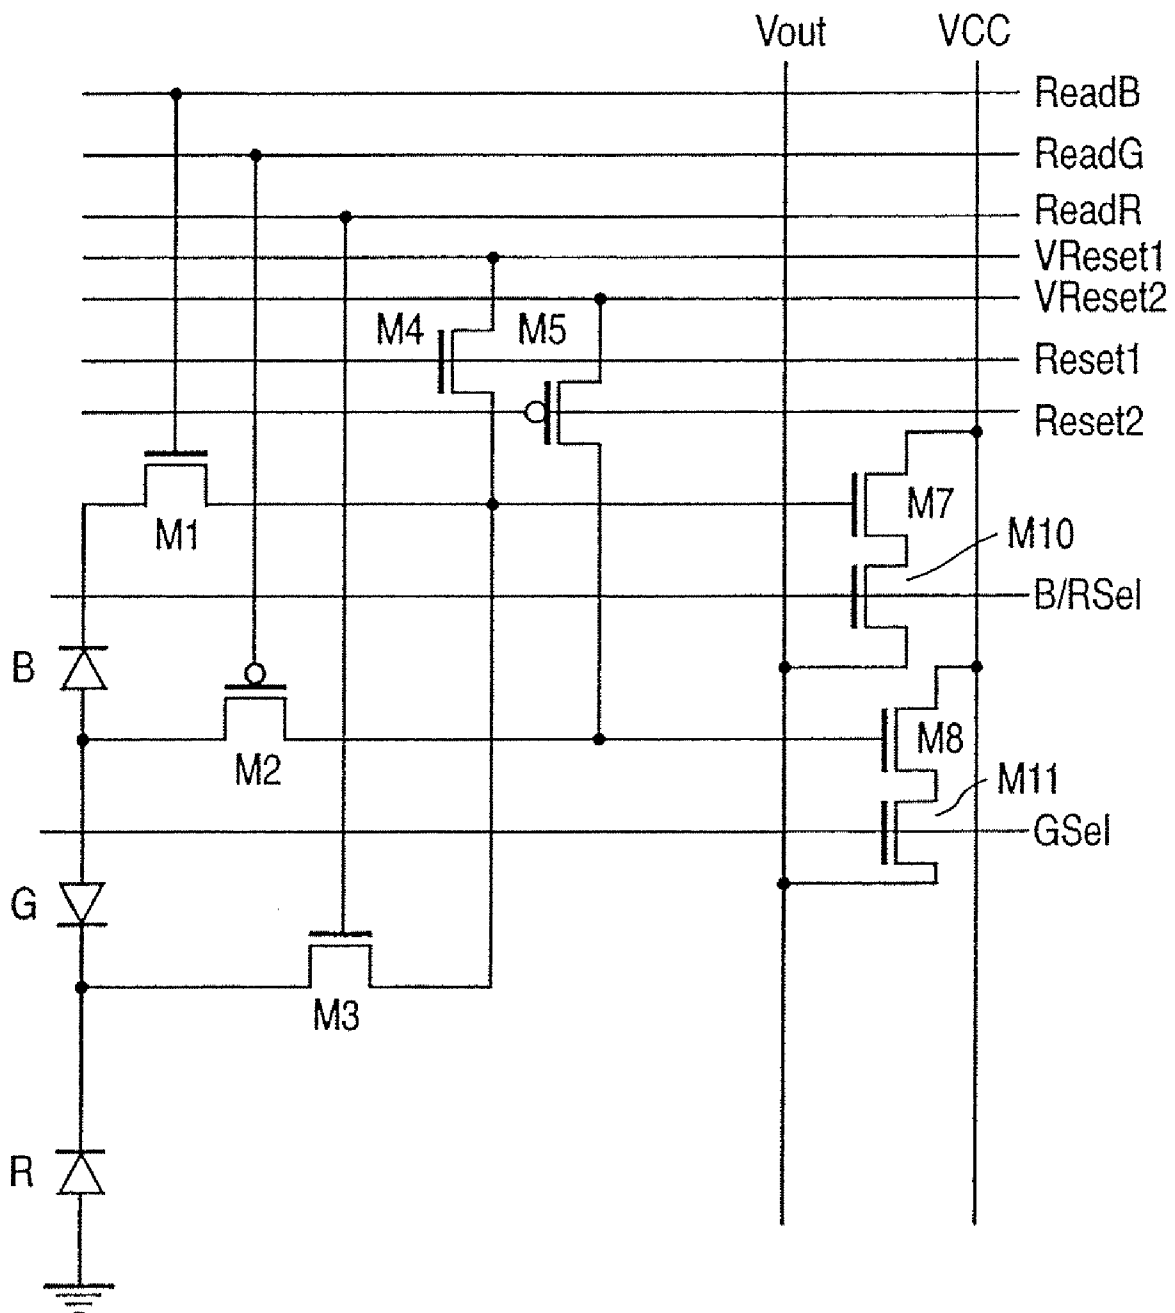 Vout VCC
ReadB
ReadG
ReadR
VReset1
VReset2
M4 M5
Reset1
Reset2
M7
M1
M10
B/RSel
B
M8
M2
M11
GSel
G
M3
R